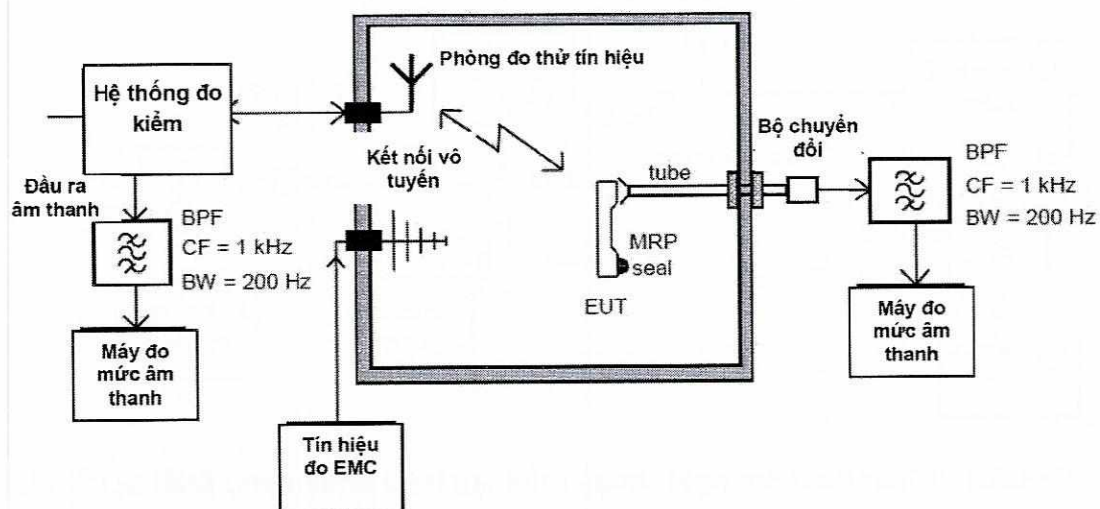 Phòng đo thử tín hiệu
Hệ thống đo
kiểm
Kết nối vô
tuyến
Đầu ra
âm thanh
BPF
CF = 1 kHz
BW = 200 Hz
Máy đo
mức âm
thanh
Tín hiệu
đo EMC
tube
MRP
seal
EUT
Bộ chuyển
đổi
BPF
CF = 1 kHz
BW = 200 Hz
Máy đo
mức âm
thanh